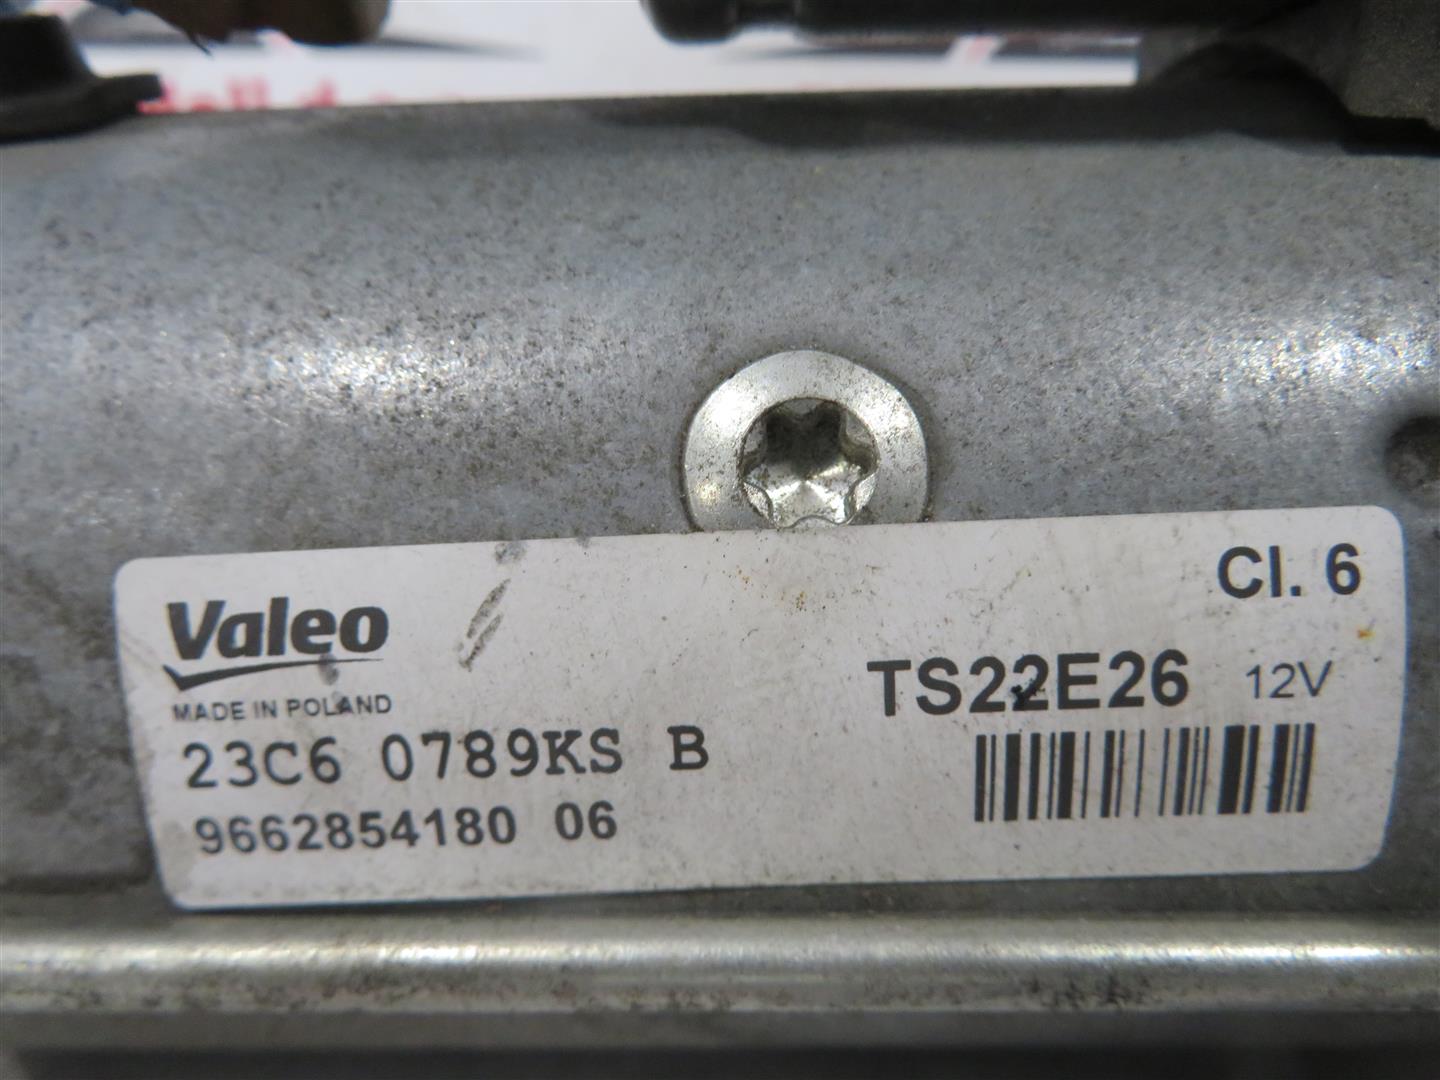 Cl. 6
Valeo
TS22E26 12V
MADE IN POLAND
23C6 0789KS B
9662854180 06